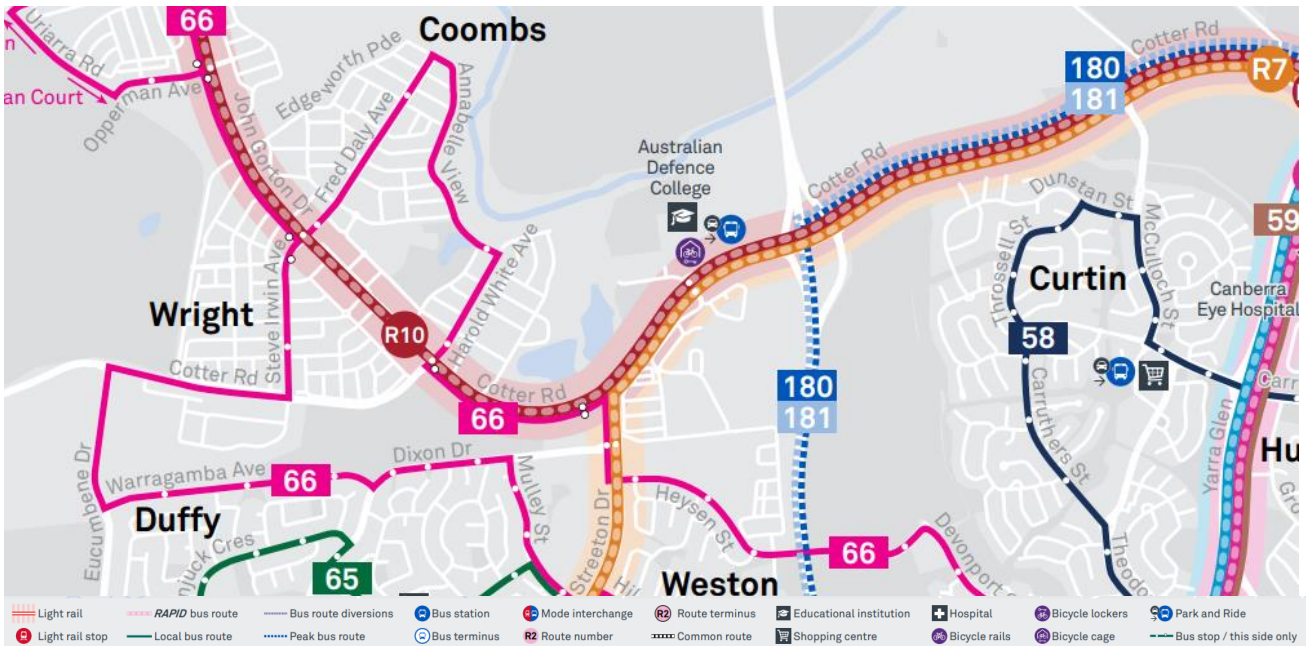 66
Coombs
Cotter Rd
R7
Uriarra Rd
n
an Court
Opperman Ave
Edgeworth Pde
John Gorton Dr
Fred Daly Ave
Annabelle View
180
181
Australian
Defence
College
Cotter Rd
Dunstan St
McCulloch St
59
Throssell St
Curtin
Canberra
Eye Hospital
Wright
Steve Irwin Ave
R10
Harold White Ave
58
Cotter Rd
Cotter Rd
66
180
181
Carruthers St
Carr
Yarra Glen
Hu
Gro
Eucumbene Dr
Warragamba Ave
66
Dixon Dr
Mulley St
Duffy
Streeton Dr
Heysen St
66
Devonport
Theodo
njuck Cres
65
Weston
Hil
Light rail
RAPID bus route
Bus route diversions
Bus station
Mode interchange
R2 Route terminus
Educational institution
Hospital
Bicycle lockers
Park and Ride
Light rail stop
Local bus route
Peak bus route
Bus terminus
R2 Route number
Common route
Shopping centre
Bicycle rails
Bicycle cage
Bus stop / this side only